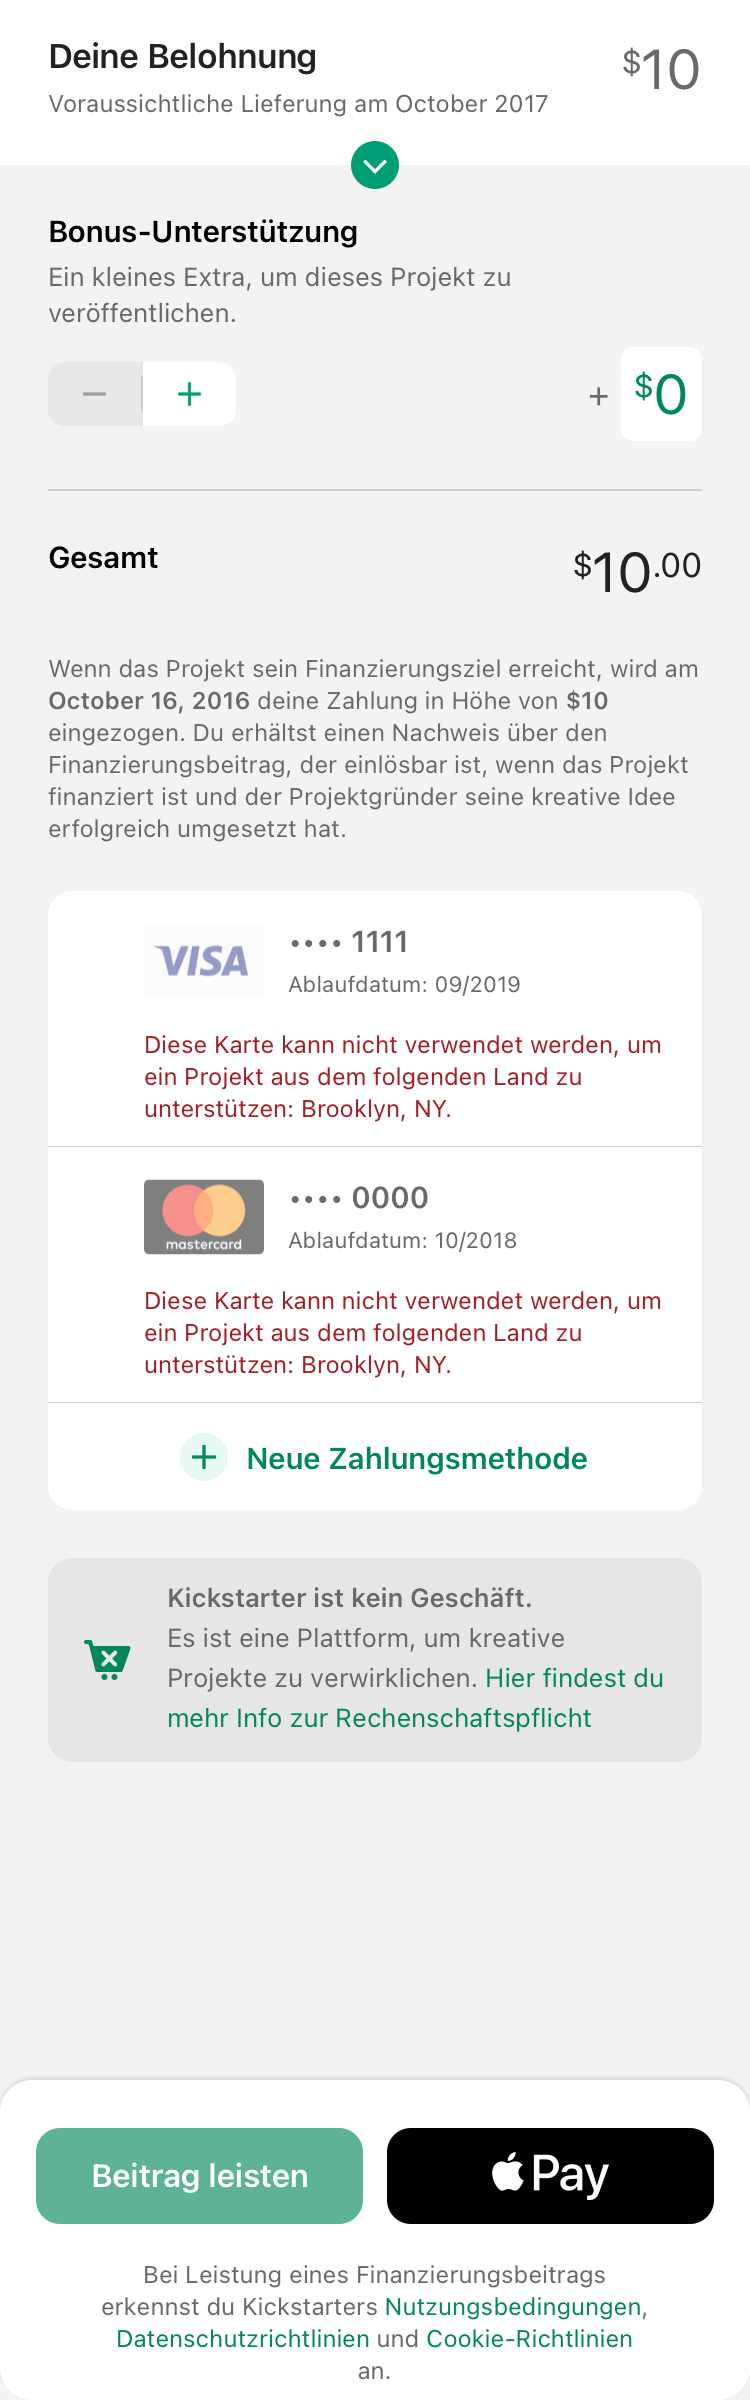 Deine Belohnung
$10
Voraussichtliche Lieferung am October 2017
Bonus-Unterstützung
Ein kleines Extra, um dieses Projekt zu
veröffentlichen.
− +
+ $0
Gesamt
$10.00
Wenn das Projekt sein Finanzierungsziel erreicht, wird am
October 16, 2016 deine Zahlung in Höhe von $10
eingezogen. Du erhältst einen Nachweis über den
Finanzierungsbeitrag, der einlösbar ist, wenn das Projekt
finanziert ist und der Projektgründer seine kreative Idee
erfolgreich umgesetzt hat.
VISA
•••• 1111
Ablaufdatum: 09/2019
Diese Karte kann nicht verwendet werden, um
ein Projekt aus dem folgenden Land zu
unterstützen: Brooklyn, NY.
mastercard
•••• 0000
Ablaufdatum: 10/2018
Diese Karte kann nicht verwendet werden, um
ein Projekt aus dem folgenden Land zu
unterstützen: Brooklyn, NY.
+ Neue Zahlungsmethode
Kickstarter ist kein Geschäft.
Es ist eine Plattform, um kreative
Projekte zu verwirklichen. Hier findest du
mehr Info zur Rechenschaftspflicht
Beitrag leisten
Pay
Bei Leistung eines Finanzierungsbeitrags
erkennst du Kickstarters Nutzungsbedingungen,
Datenschutzrichtlinien und Cookie-Richtlinien
an.